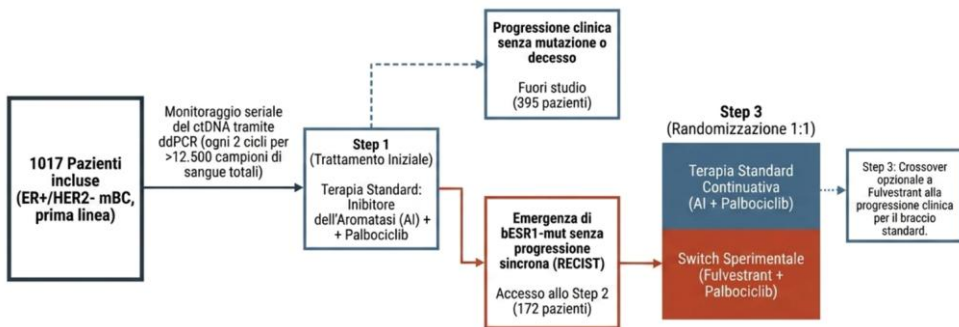 1017 Pazienti
incluse
(ER+/HER2- mBC,
prima linea)
Monitoraggio seriale
del ctDNA tramite
ddPCR (ogni 2 cicli per
>12.500 campioni di
sangue totali)
Step 1
(Trattamento Iniziale)
Terapia Standard:
Inibitore
dell'Aromatasi (AI) +
+ Palbociclib
Progressione clinica
senza mutazione o
decesso
Fuori studio
(395 pazienti)
Emergenza di
bESR1-mut senza
progressione
sincrona (RECIST)
Accesso allo Step 2
(172 pazienti)
Step 3
(Randomizzazione 1:1)
Terapia Standard
Continuativa
(AI + Palbociclib)
Switch Sperimentale
(Fulvestrant +
Palbociclib)
Step 3: Crossover
opzionale a
Fulvestrant alla
progressione clinica
per il braccio
standard.